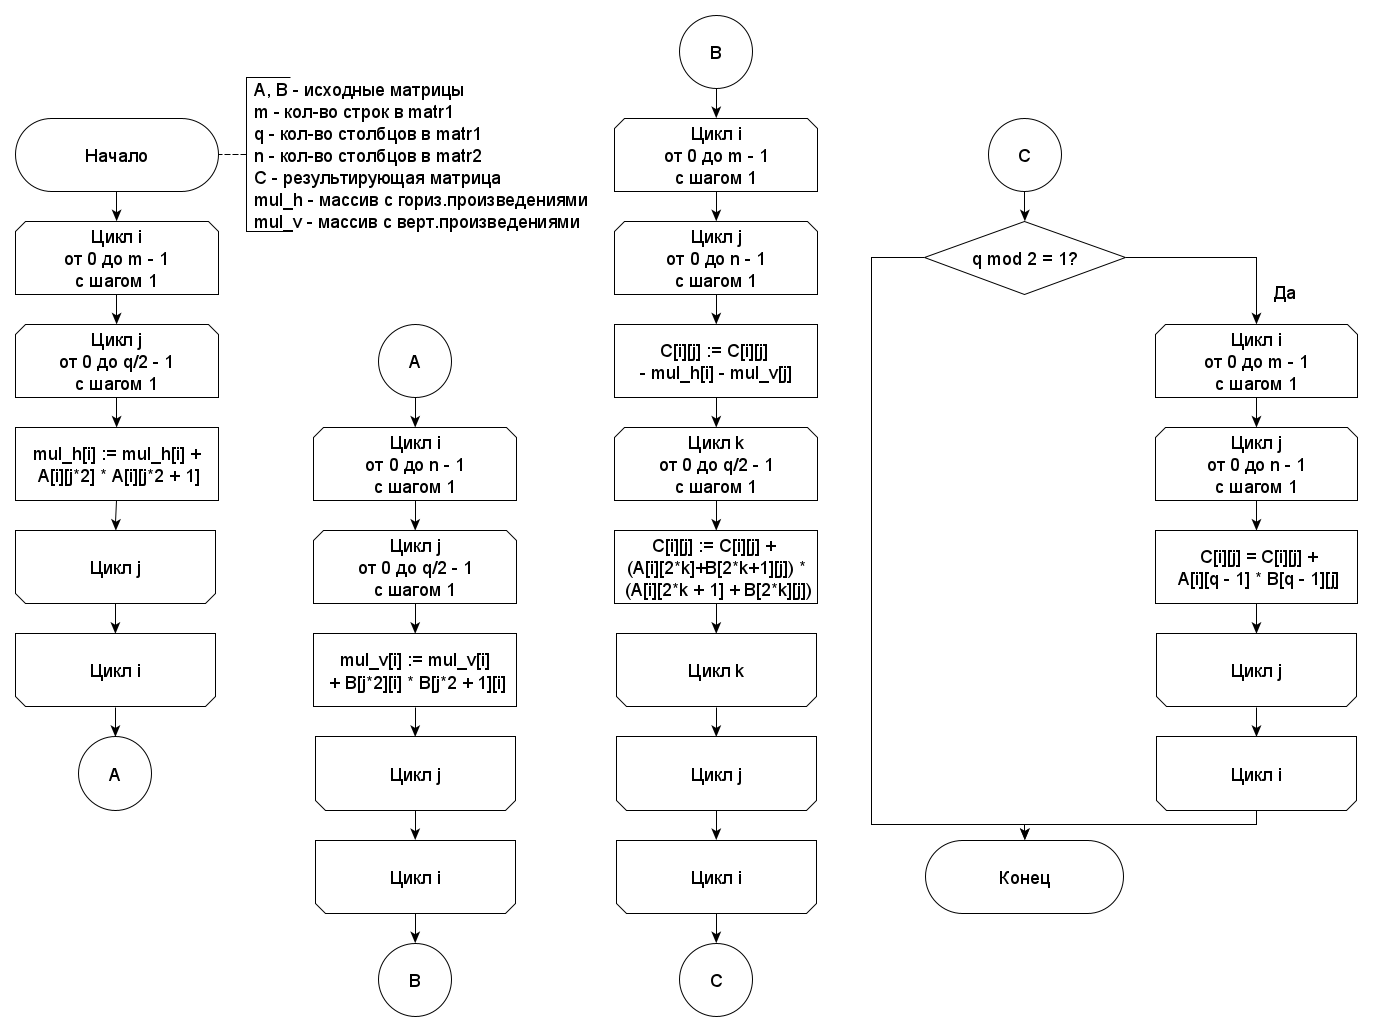 Начало
A, B - исходные матрицы
m - кол-во строк в matr1
q - кол-во столбцов в matr1
n - кол-во столбцов в matr2
C - результирующая матрица
mul_h - массив с гориз.произведениями
mul_v - массив с верт.произведениями
Цикл i
от 0 до m - 1
с шагом 1
Цикл j
от 0 до q/2 - 1
с шагом 1
mul_h[i] := mul_h[i] +
A[i][j*2] * A[i][j*2 + 1]
Цикл j
Цикл i
A
A
Цикл i
от 0 до n - 1
с шагом 1
Цикл j
от 0 до q/2 - 1
с шагом 1
mul_v[i] := mul_v[i]
+ B[j*2][i] * B[j*2 + 1][i]
Цикл j
Цикл i
B
B
Цикл i
от 0 до m - 1
с шагом 1
Цикл j
от 0 до n - 1
с шагом 1
C[i][j] := C[i][j]
- mul_h[i] - mul_v[j]
Цикл k
от 0 до q/2 - 1
с шагом 1
C[i][j] := C[i][j] +
(A[i][2*k]+B[2*k+1][j]) *
(A[i][2*k + 1] + B[2*k][j])
Цикл k
Цикл j
Цикл i
C
C
q mod 2 = 1?
Да
Цикл i
от 0 до m - 1
с шагом 1
Цикл j
от 0 до n - 1
с шагом 1
C[i][j] = C[i][j] +
A[i][q - 1] * B[q - 1][j]
Цикл j
Цикл i
Конец